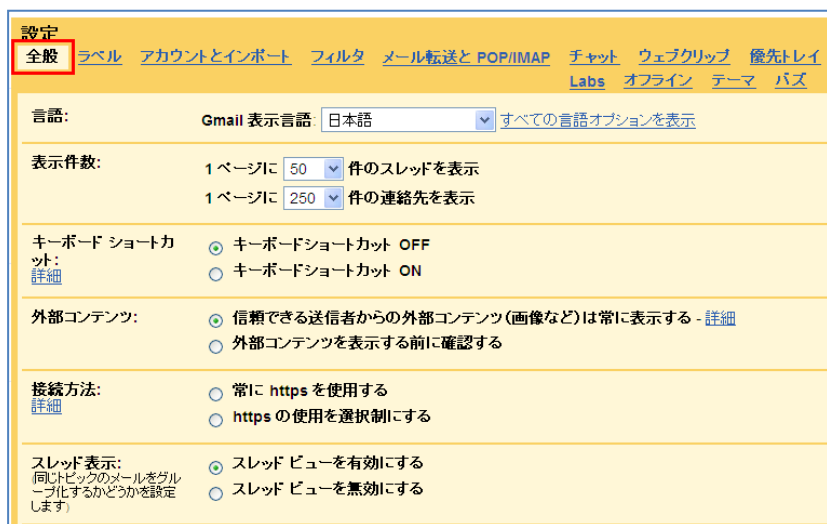 設定
全般 ラベル アカウントとインポート フィルタ メール転送と POP/IMAP チャット ウェブクリップ 優先トレイ
Labs オフライン テーマ バズ
言語:
Gmail 表示言語: 日本語 すべての言語オプションを表示
表示件数:
1 ページに 50 件のスレッドを表示
1 ページに 250 件の連絡先を表示
キーボード ショートカ
ット:
詳細
キーボードショートカット OFF
キーボードショートカット ON
外部コンテンツ:
信頼できる送信者からの外部コンテンツ(画像など)は常に表示する - 詳細
外部コンテンツを表示する前に確認する
接続方法:
詳細
常に https を使用する
https の使用を選択制にする
スレッド表示:
(同じトピックのメールをグル
ープ化するかどうかを設定
します)
スレッド ビューを有効にする
スレッド ビューを無効にする